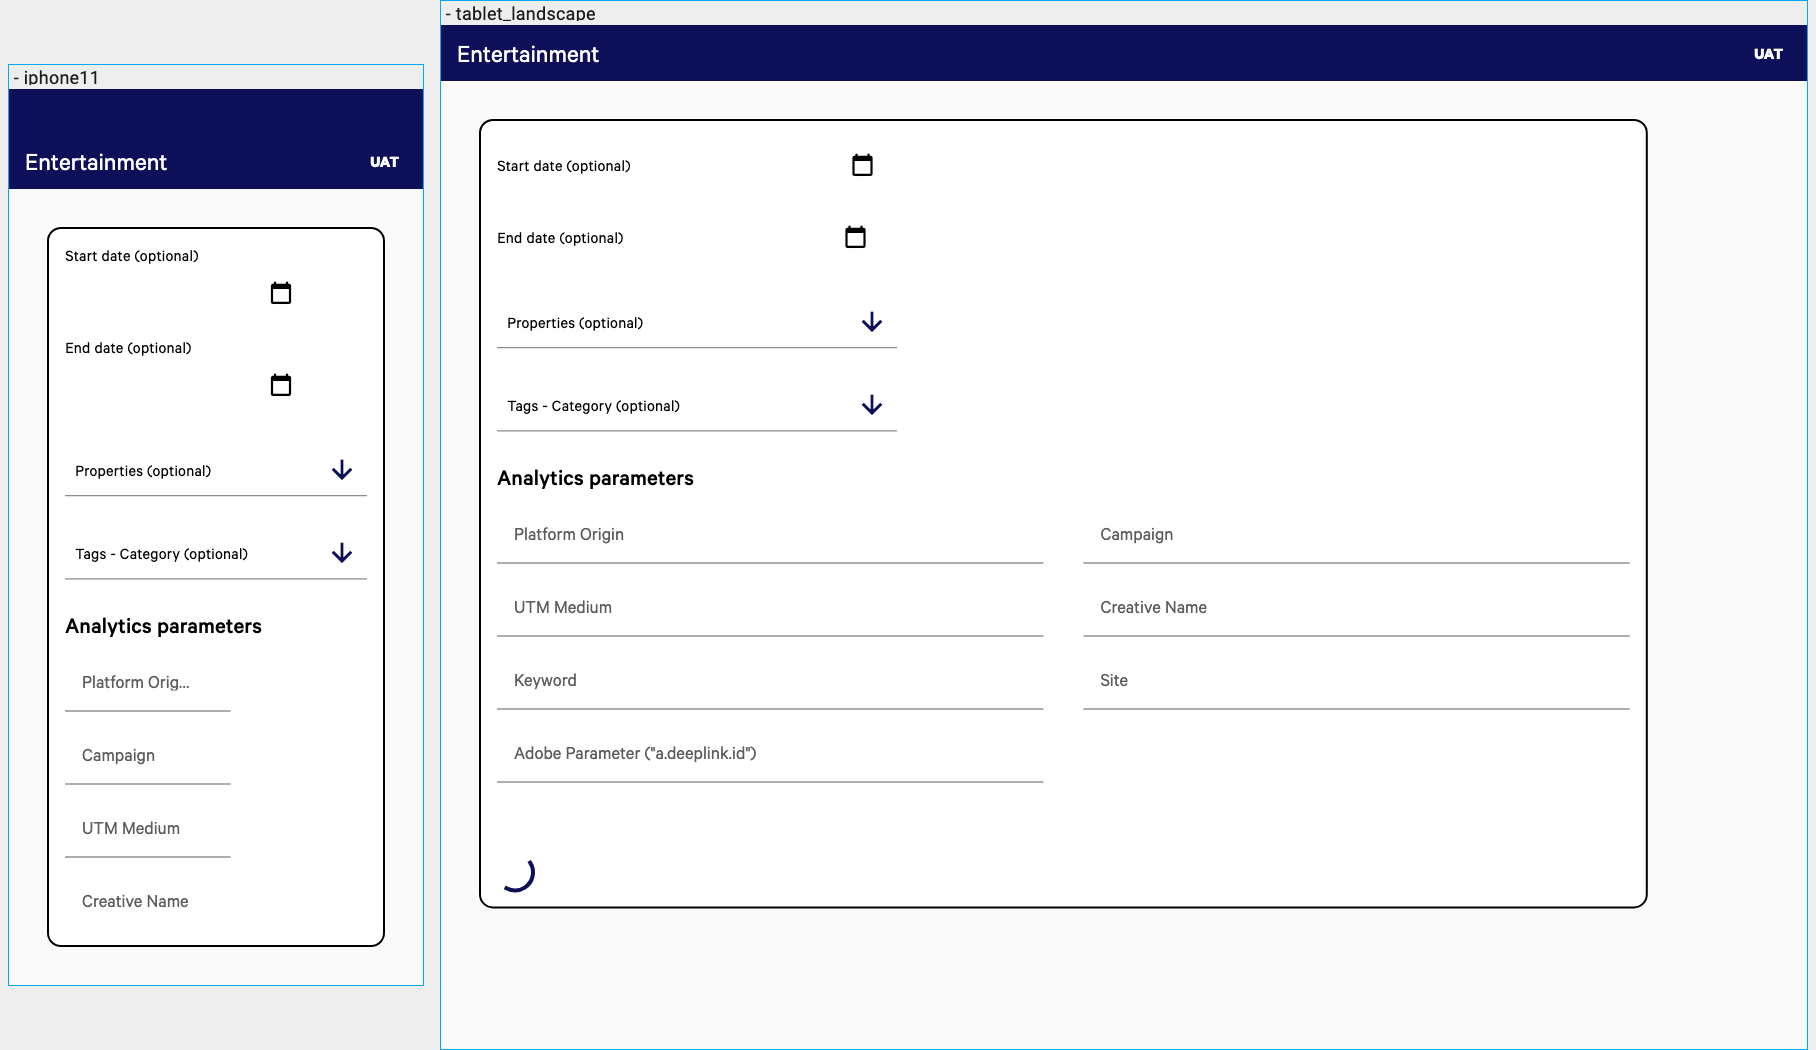 - iphone11
Entertainment
UAT
Start date (optional)
End date (optional)
Properties (optional)
Tags - Category (optional)
Analytics parameters
Platform Orig...
Campaign
UTM Medium
Creative Name
- tablet_landscape
Entertainment
UAT
Start date (optional)
End date (optional)
Properties (optional)
Tags - Category (optional)
Analytics parameters
Platform Origin
Campaign
UTM Medium
Creative Name
Keyword
Site
Adobe Parameter ("a.deeplink.id")